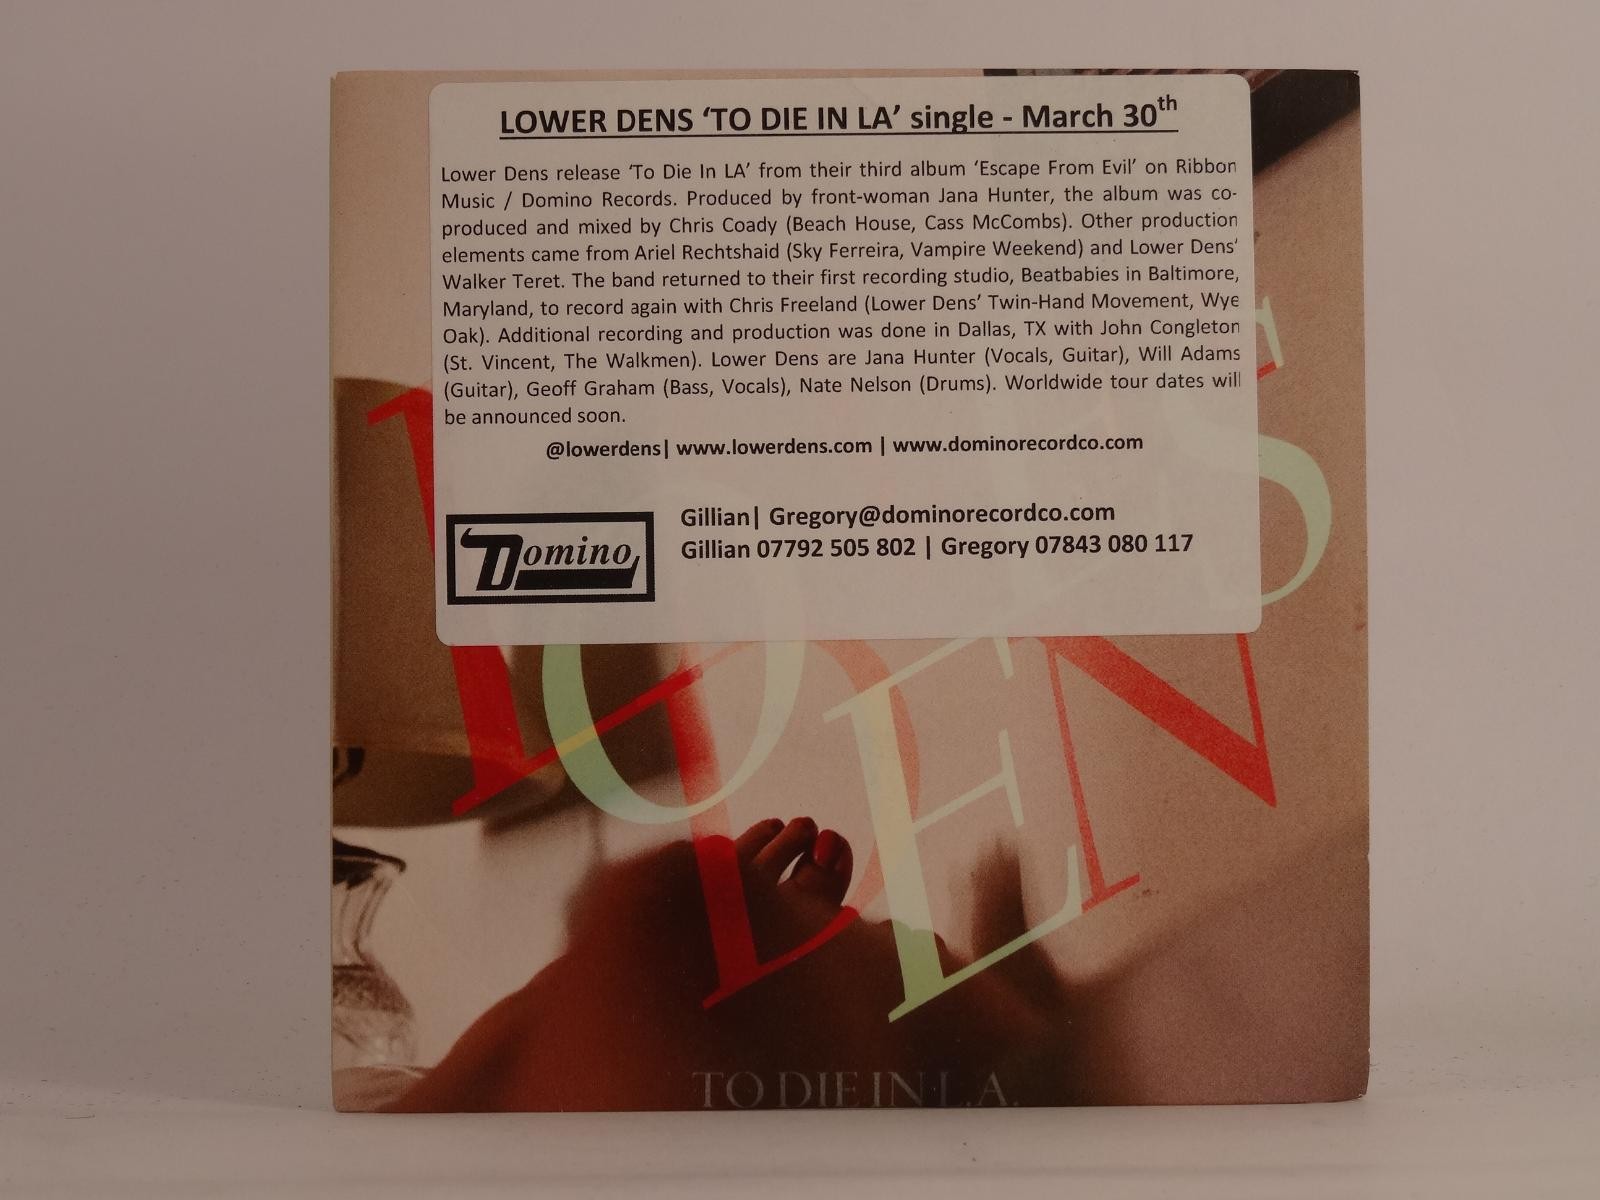 LOWER DENS ‘TO DIE IN LA’ single - March 30th
Lower Dens release ‘To Die In LA’ from their third album ‘Escape From Evil’ on Ribbon
Music / Domino Records. Produced by front-woman Jana Hunter, the album was co-
produced and mixed by Chris Coady (Beach House, Cass McCombs). Other production
elements came from Ariel Rechtshaid (Sky Ferreira, Vampire Weekend) and Lower Dens’
Walker Teret. The band returned to their first recording studio, Beatbabies in Baltimore,
Maryland, to record again with Chris Freeland (Lower Dens’ Twin-Hand Movement, Wye
Oak). Additional recording and production was done in Dallas, TX with John Congleton
(St. Vincent, The Walkmen). Lower Dens are Jana Hunter (Vocals, Guitar), Will Adams
(Guitar), Geoff Graham (Bass, Vocals), Nate Nelson (Drums). Worldwide tour dates will
be announced soon.
@lowerdens| www.lowerdens.com | www.dominorecordco.com
Gillian| Gregory@dominorecordco.com
Gillian 07792 505 802 | Gregory 07843 080 117
Domino
DENS
TO DIE IN L.A.